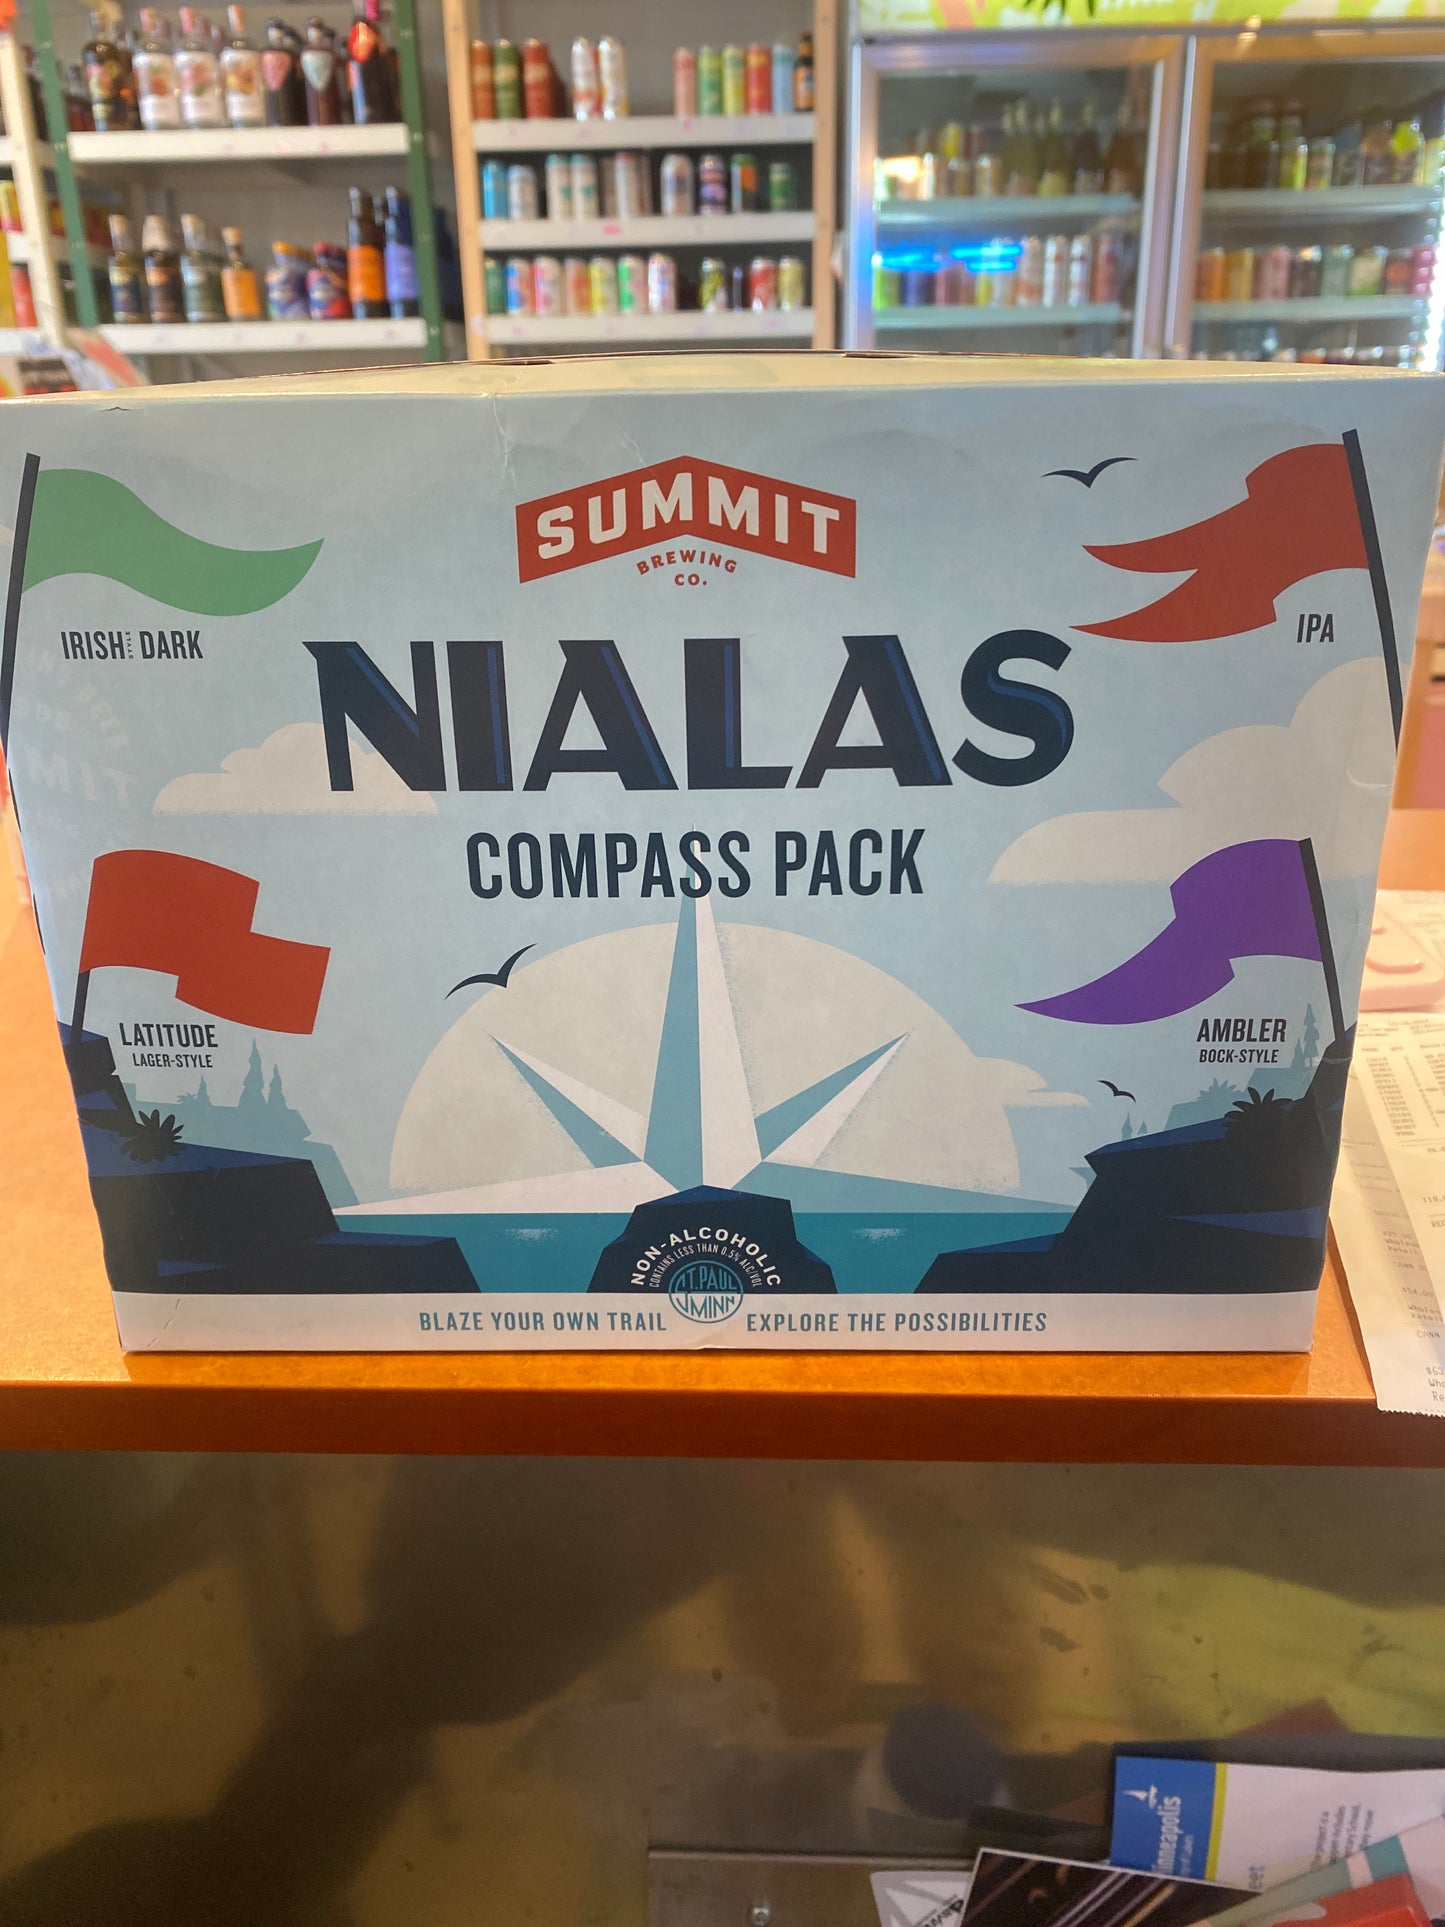 SUMMIT
BREWING
CO.
IRISH STYLE DARK
IPA
NIALAS
COMPASS PACK
LATITUDE
LAGER-STYLE
AMBLER
BOCK-STYLE
NON-ALCOHOLIC
CONTAINS LESS THAN 0.5% ALC/VOL
ST. PAUL
MINN
BLAZE YOUR OWN TRAIL
EXPLORE THE POSSIBILITIES